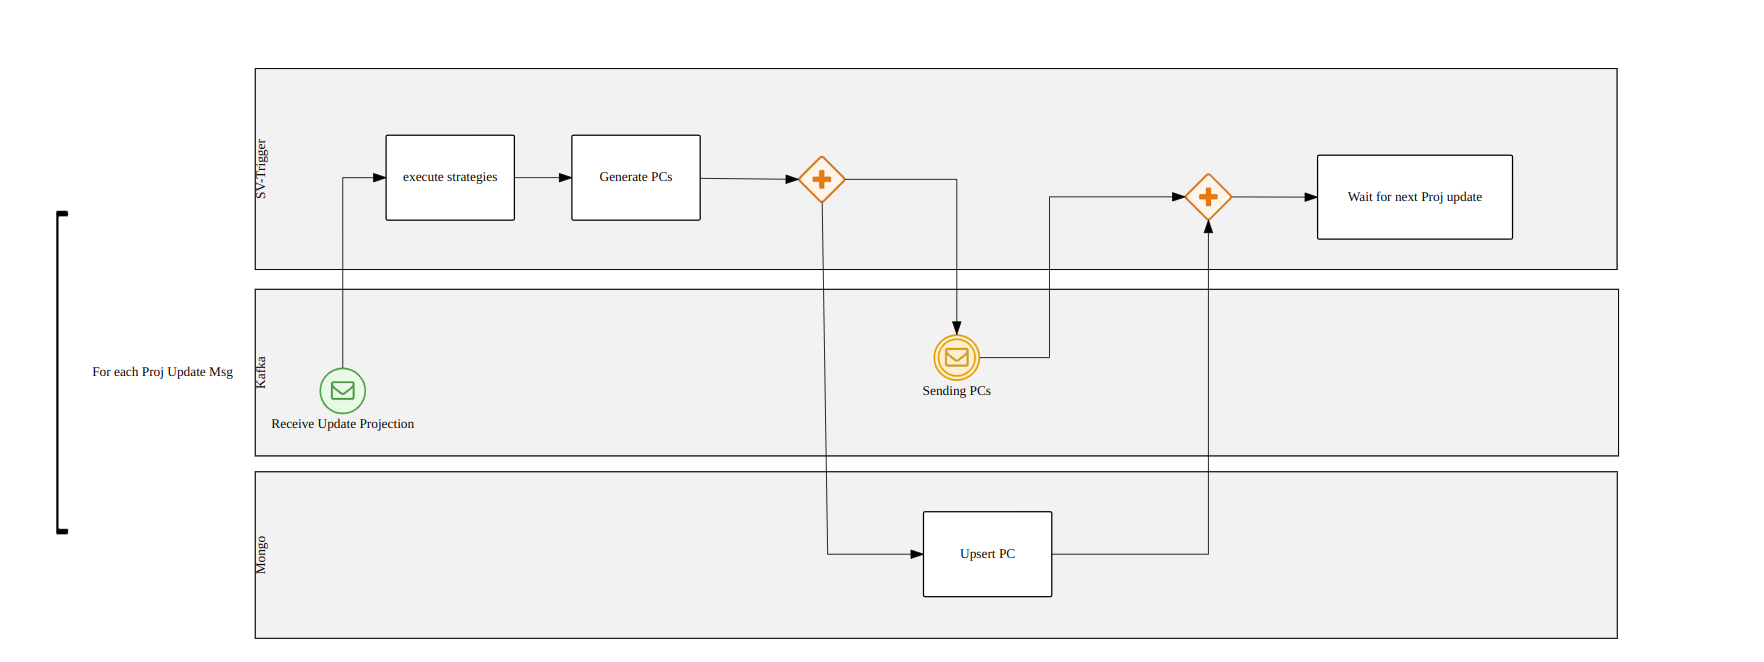 SV-Trigger
execute strategies
Generate PCs
Wait for next Proj update
For each Proj Update Msg
Kafka
Receive Update Projection
Sending PCs
Mongo
Upsert PC